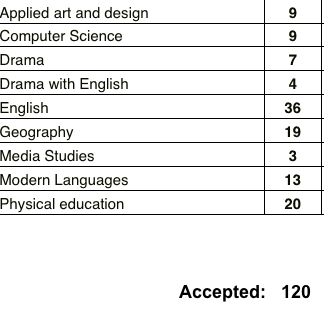 Applied art and design 9
Computer Science 9
Drama 7
Drama with English 4
English 36
Geography 19
Media Studies 3
Modern Languages 13
Physical education 20
Accepted: 120